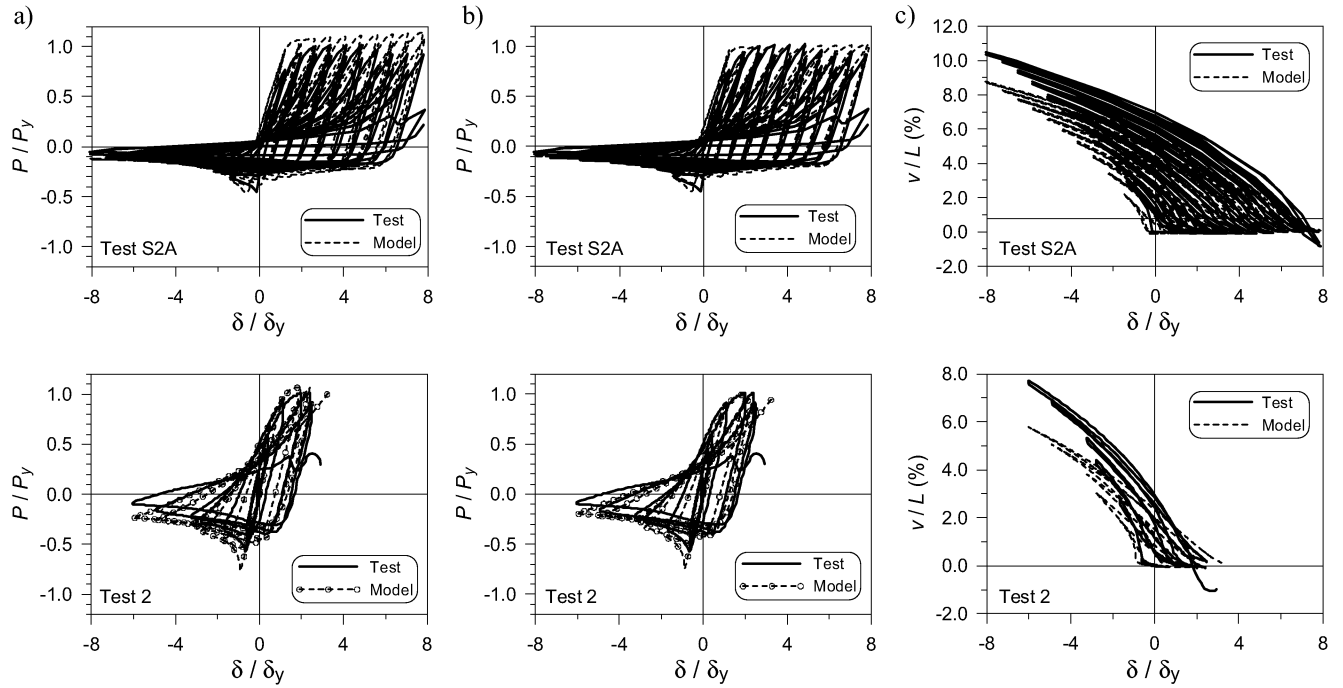 a)
P / Py
1.0
0.5
0.0
-0.5
-1.0
Test
Model
Test S2A
-8 -4 0 4 8
δ / δy
b)
P / Py
1.0
0.5
0.0
-0.5
-1.0
Test
Model
Test S2A
-8 -4 0 4 8
δ / δy
c)
v / L (%)
12.0
10.0
8.0
6.0
4.0
2.0
0.0
2.0
Test
Model
Test S2A
-8 -4 0 4 8
δ / δy
P / Py
1.0
0.5
0.0
-0.5
-1.0
Test
Model
Test 2
-8 -4 0 4 8
δ / δy
P / Py
1.0
0.5
0.0
-0.5
-1.0
Test
Model
Test 2
-8 -4 0 4 8
δ / δy
v / L (%)
8.0
6.0
4.0
2.0
0.0
-2.0
Test
Model
Test 2
-8 -4 0 4 8
δ / δy